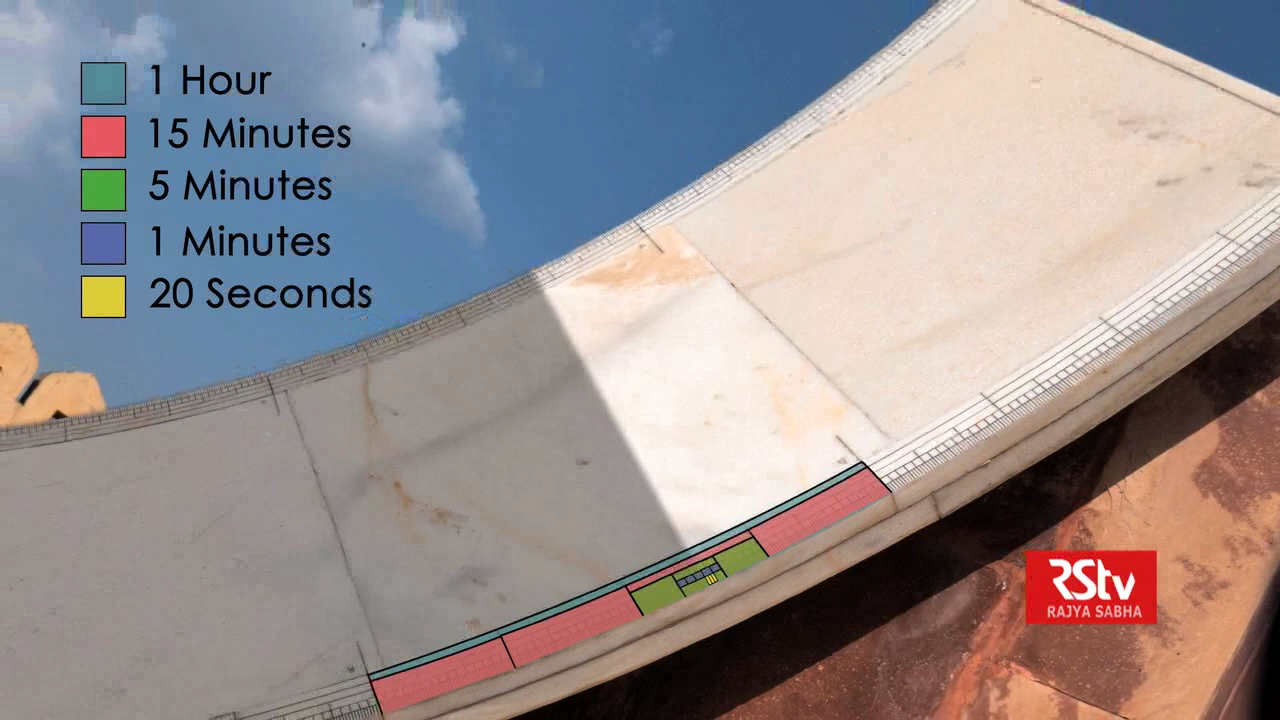 1 Hour
15 Minutes
5 Minutes
1 Minutes
20 Seconds
RStv
RAJYA SABHA